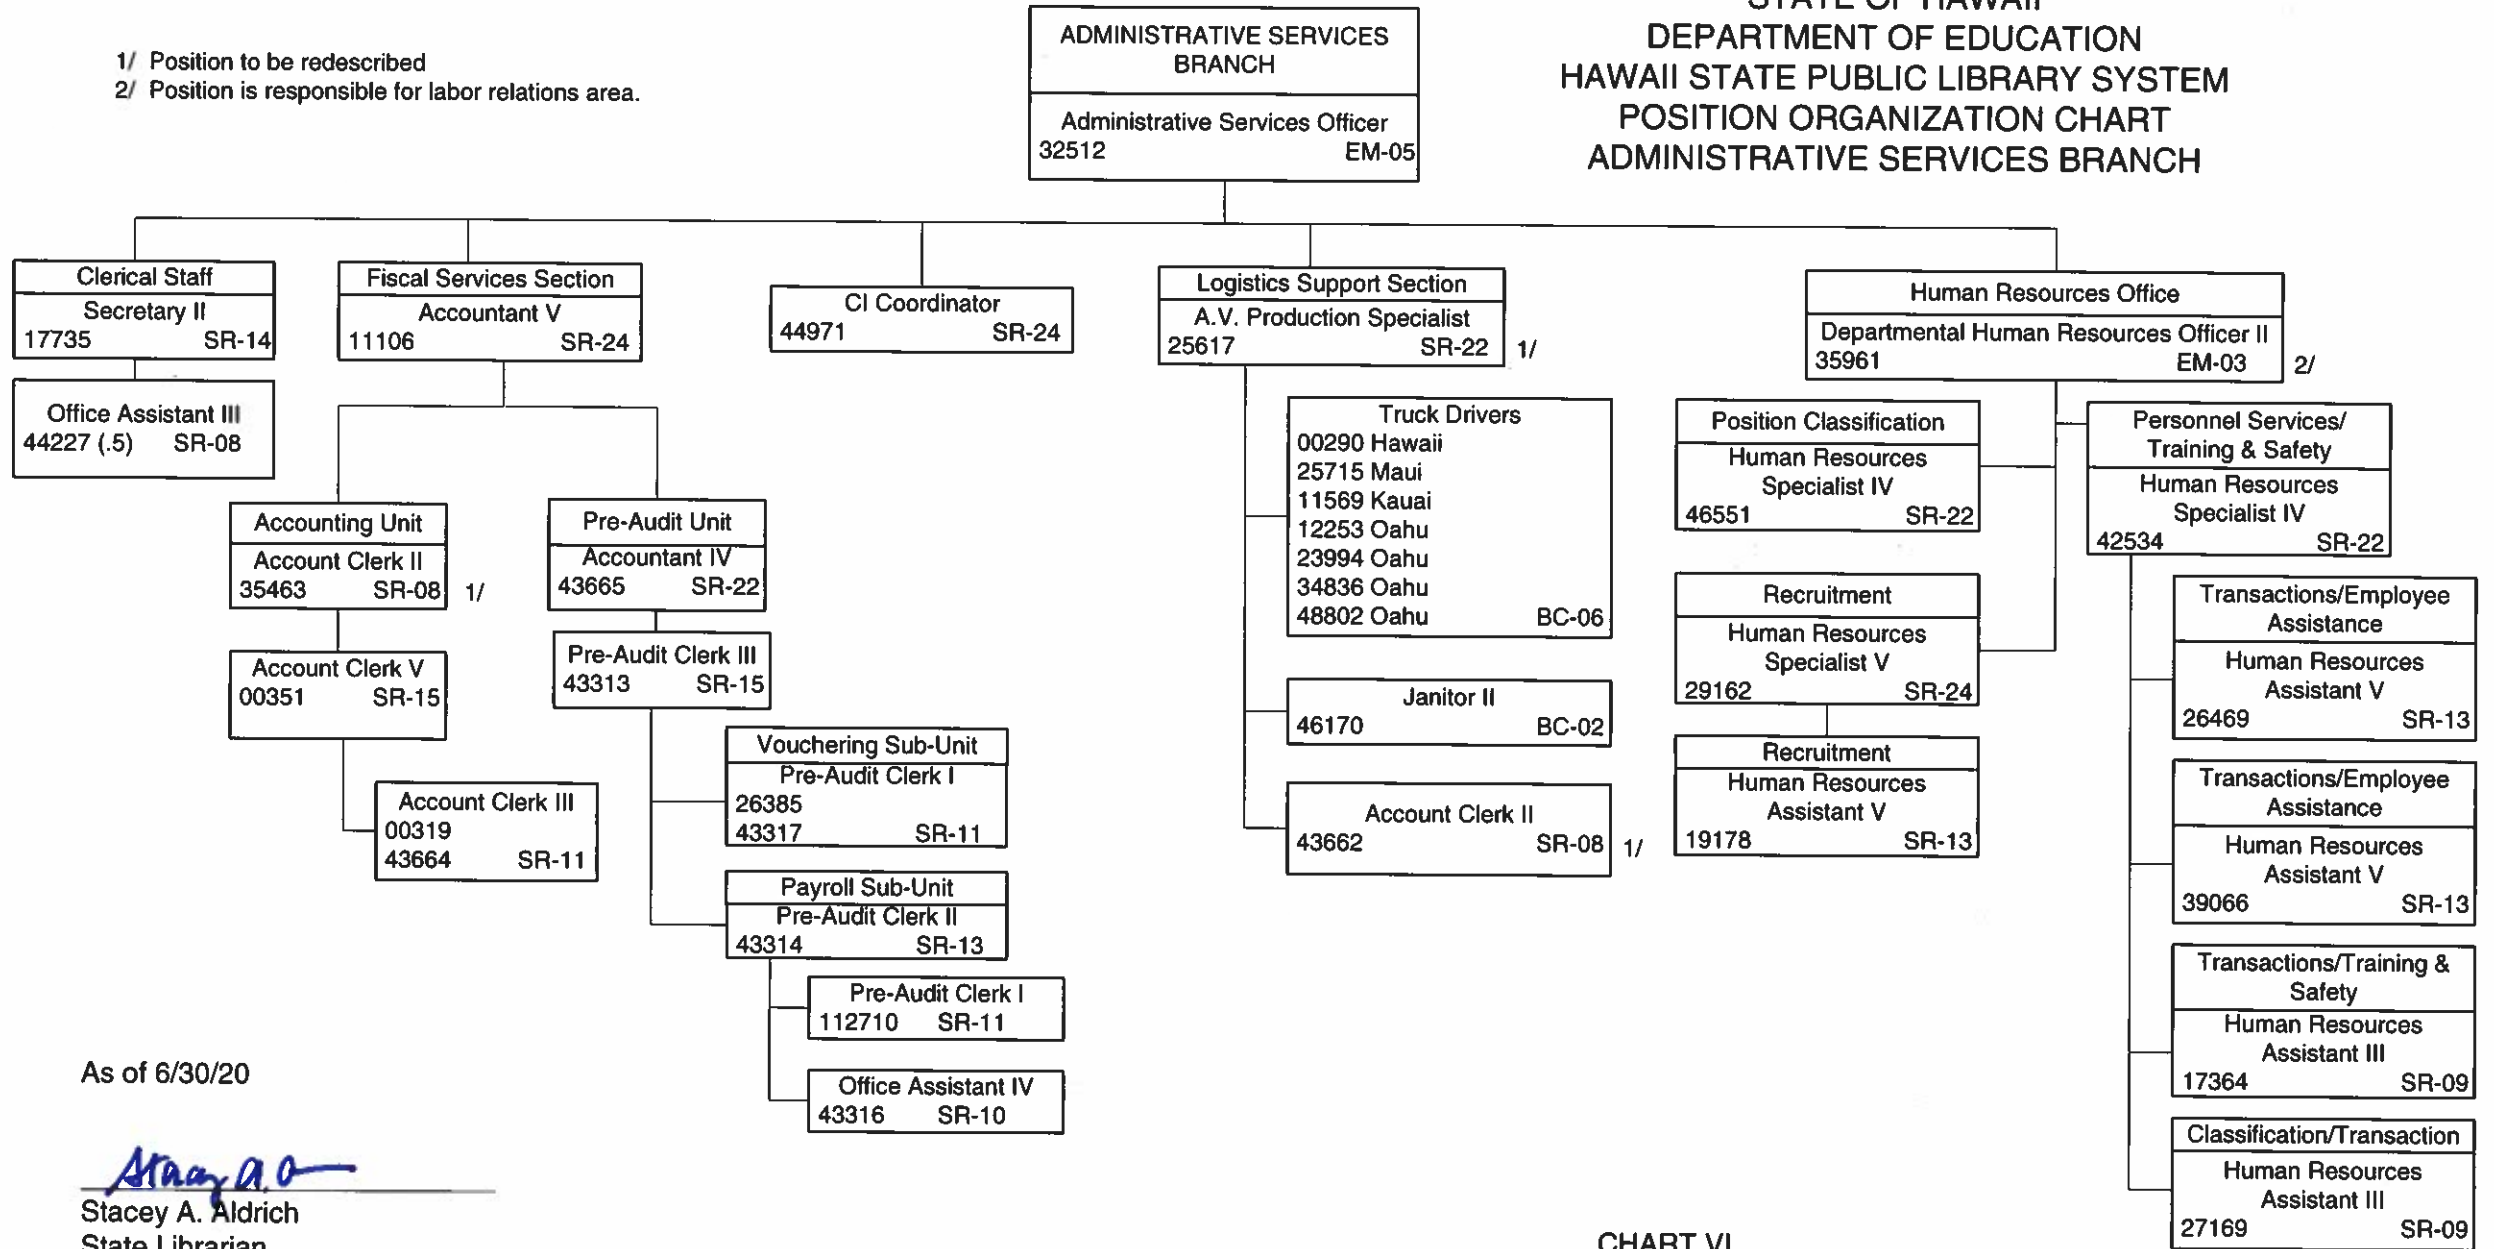 STATE OF HAWAII
DEPARTMENT OF EDUCATION
HAWAII STATE PUBLIC LIBRARY SYSTEM
POSITION ORGANIZATION CHART
ADMINISTRATIVE SERVICES BRANCH
1/ Position to be redescribed
2/ Position is responsible for labor relations area.
ADMINISTRATIVE SERVICES
BRANCH
Administrative Services Officer
32512 EM-05
Clerical Staff
Secretary II
17735 SR-14
Office Assistant III
44227 (.5) SR-08
Fiscal Services Section
Accountant V
11106 SR-24
Accounting Unit
Account Clerk II
35463 SR-08 1/
Account Clerk V
00351 SR-15
Account Clerk III
00319
43664 SR-11
Pre-Audit Unit
Accountant IV
43665 SR-22
Pre-Audit Clerk III
43313 SR-15
Vouchering Sub-Unit
Pre-Audit Clerk I
26385
43317 SR-11
Payroll Sub-Unit
Pre-Audit Clerk II
43314 SR-13
Pre-Audit Clerk I
112710 SR-11
Office Assistant IV
43316 SR-10
CI Coordinator
44971 SR-24
Logistics Support Section
A.V. Production Specialist
25617 SR-22 1/
Truck Drivers
00290 Hawaii
25715 Maui
11569 Kauai
12253 Oahu
23994 Oahu
34836 Oahu
48802 Oahu BC-06
Janitor II
46170 BC-02
Account Clerk II
43662 SR-08 1/
Human Resources Office
Departmental Human Resources Officer II
35961 EM-03 2/
Position Classification
Human Resources
Specialist IV
46551 SR-22
Recruitment
Human Resources
Specialist V
29162 SR-24
Recruitment
Human Resources
Assistant V
19178 SR-13
Personnel Services/
Training & Safety
Human Resources
Specialist IV
42534 SR-22
Transactions/Employee
Assistance
Human Resources
Assistant V
26469 SR-13
Transactions/Employee
Assistance
Human Resources
Assistant V
39066 SR-13
Transactions/Training &
Safety
Human Resources
Assistant III
17364 SR-09
Classification/Transaction
Human Resources
Assistant III
27169 SR-09
As of 6/30/20
Stacey A. Aldrich
State Librarian
CHART VI